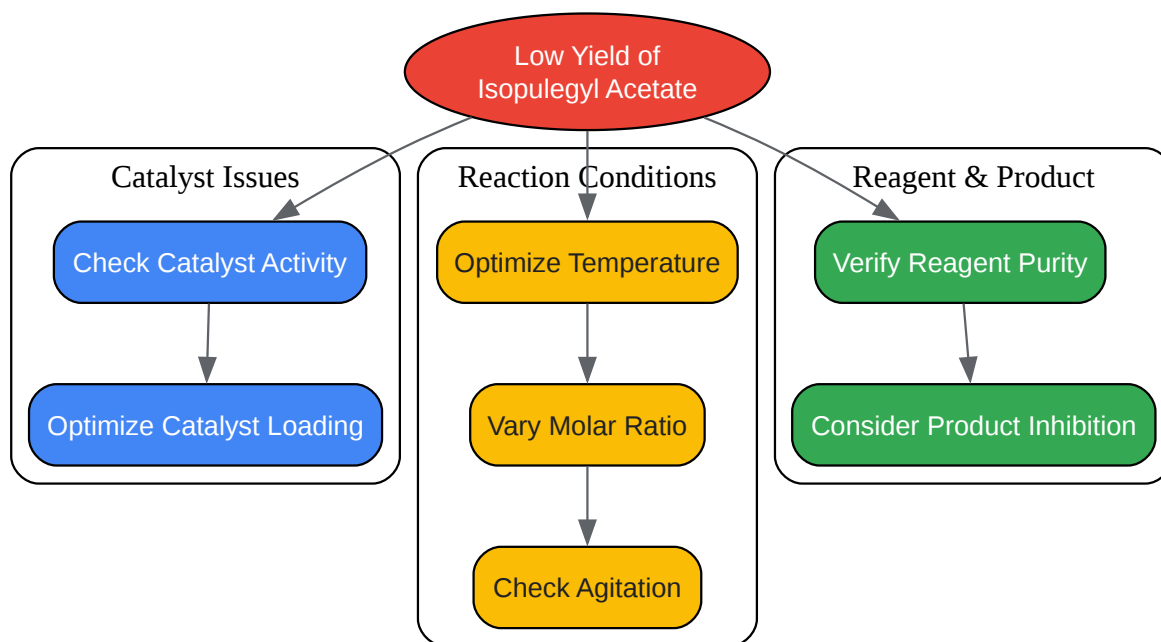 Low Yield of
Isopulegyl Acetate
Catalyst Issues
Reaction Conditions
Reagent & Product
Check Catalyst Activity
Optimize Temperature
Verify Reagent Purity
Optimize Catalyst Loading
Vary Molar Ratio
Consider Product Inhibition
Check Agitation